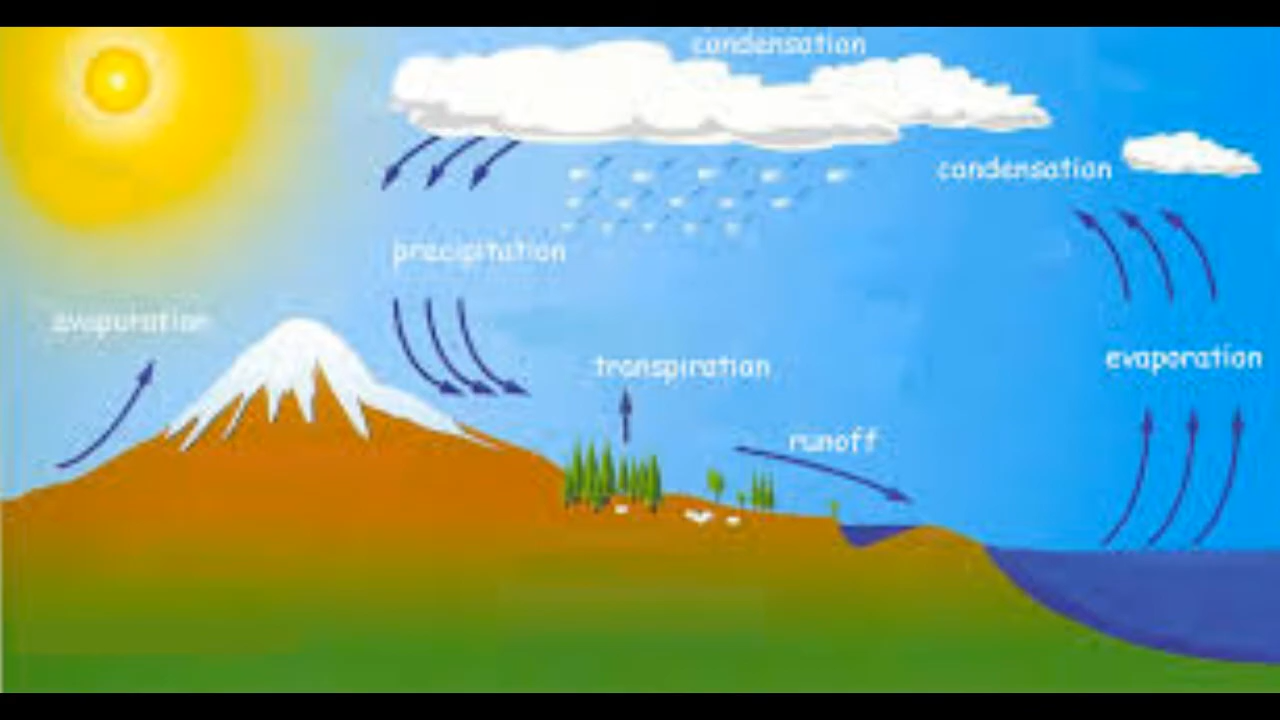 condensation
condensation
precipitation
evaporation
evaporation
transpiration
runoff